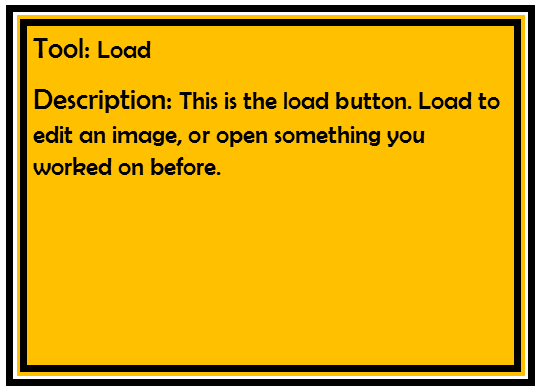 Tool: Load
Description: This is the load button. Load to
edit an image, or open something you
worked on before.